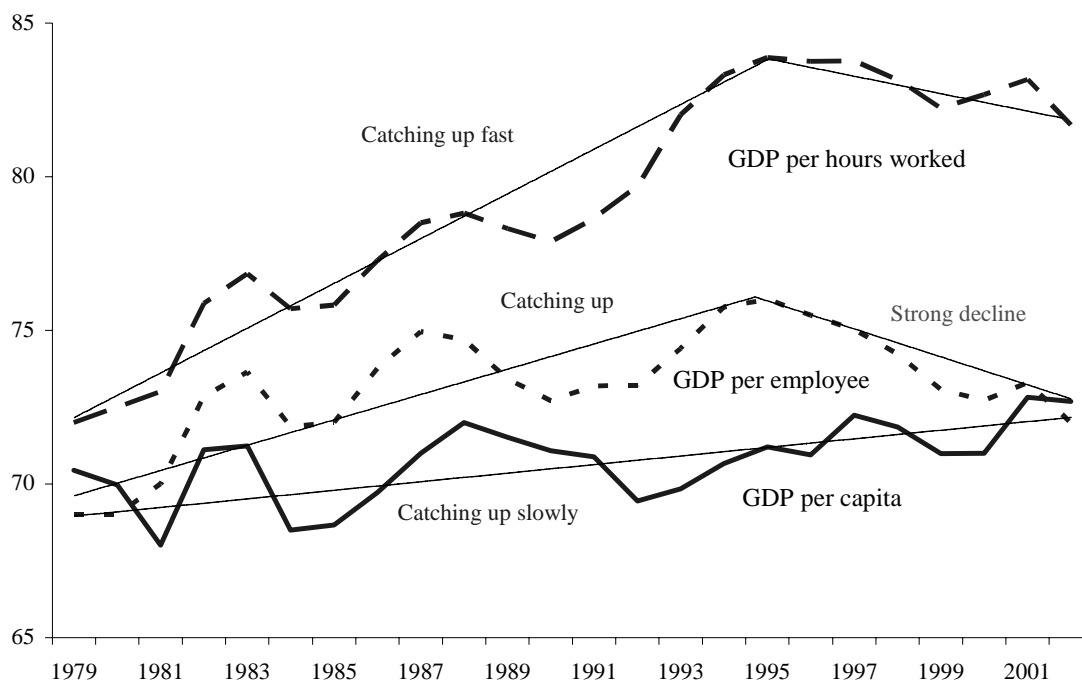 85
Catching up fast
GDP per hours worked
80
Catching up
Strong decline
75
GDP per employee
70
GDP per capita
Catching up slowly
65
1979 1981 1983 1985 1987 1989 1991 1993 1995 1997 1999 2001